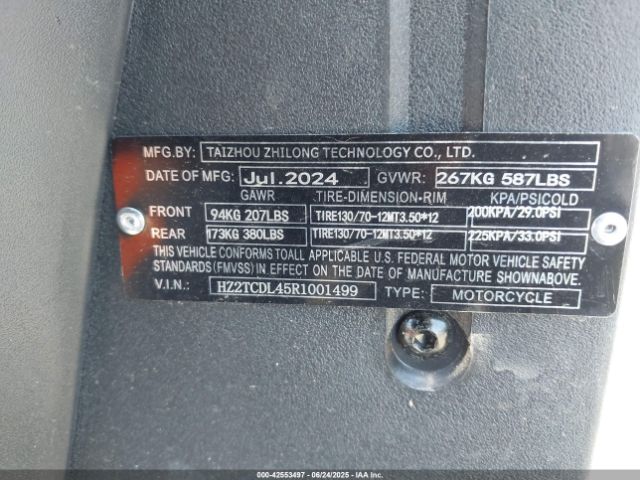 MFG.BY: TAIZHOU ZHILONG TECHNOLOGY CO., LTD.
DATE OF MFG: Jul.2024 GVWR: 267KG 587LBS
GAWR TIRE-DIMENSION-RIM KPA/PSICOLD
FRONT 94KG 207LBS TIRE130/70-12MT3.50*12 200KPA/29.0PSI
REAR 173KG 380LBS TIRE130/70-12MT3.50*12 225KPA/33.0PSI
THIS VEHICLE CONFORMS TOALL APPLICABLE U.S. FEDERAL MOTOR VEHICLE SAFETY
STANDARDS (FMVSS) IN EFFECT ON THE DATE OF MANUFACTURE SHOWNABOVE.
V.I.N.: HZ2TCDL45R1001499 TYPE: MOTORCYCLE
00-42553497 - 06/24/2025 - Copyright IAA, LLC